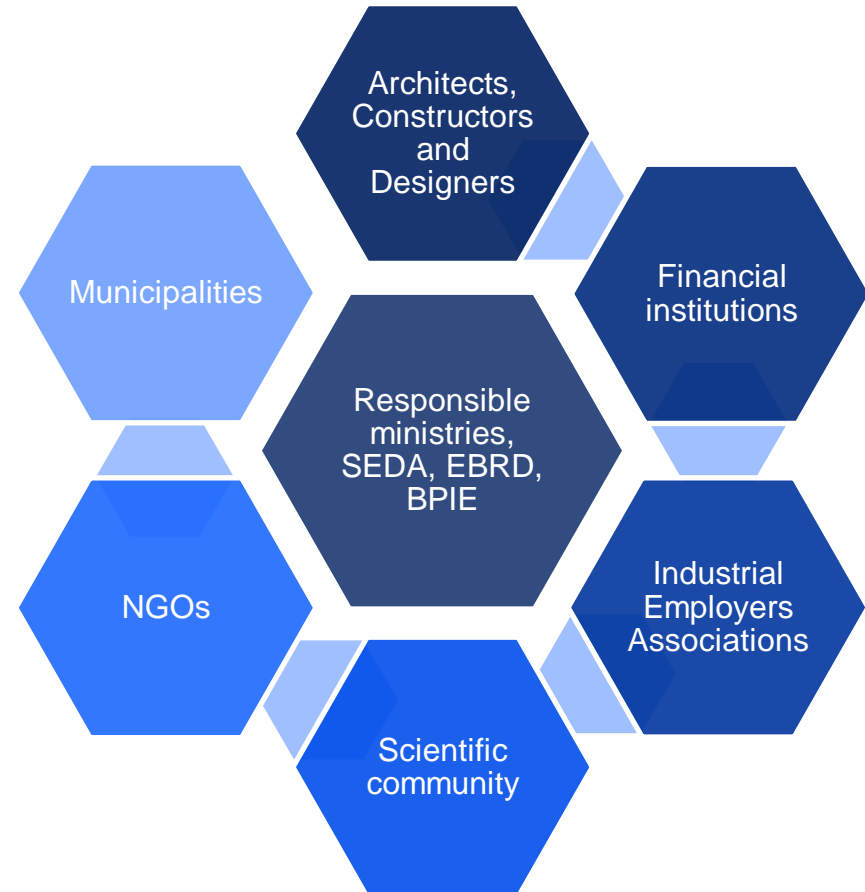 Architects,
Constructors
and
Designers
Financial
institutions
Municipalities
Responsible
ministries,
SEDA, EBRD,
BPIE
Industrial
Employers
Associations
NGOs
Scientific
community